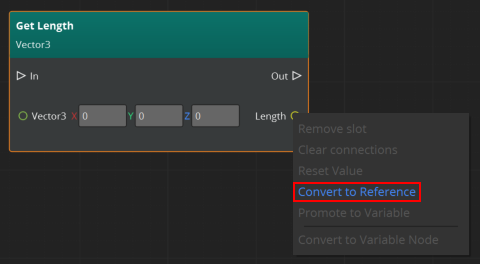 Get Length
Vector3
In Out
Vector3 X 0 Y 0 Z 0 Length
Remove slot
Clear connections
Reset Value
Convert to Reference
Promote to Variable
Convert to Variable Node